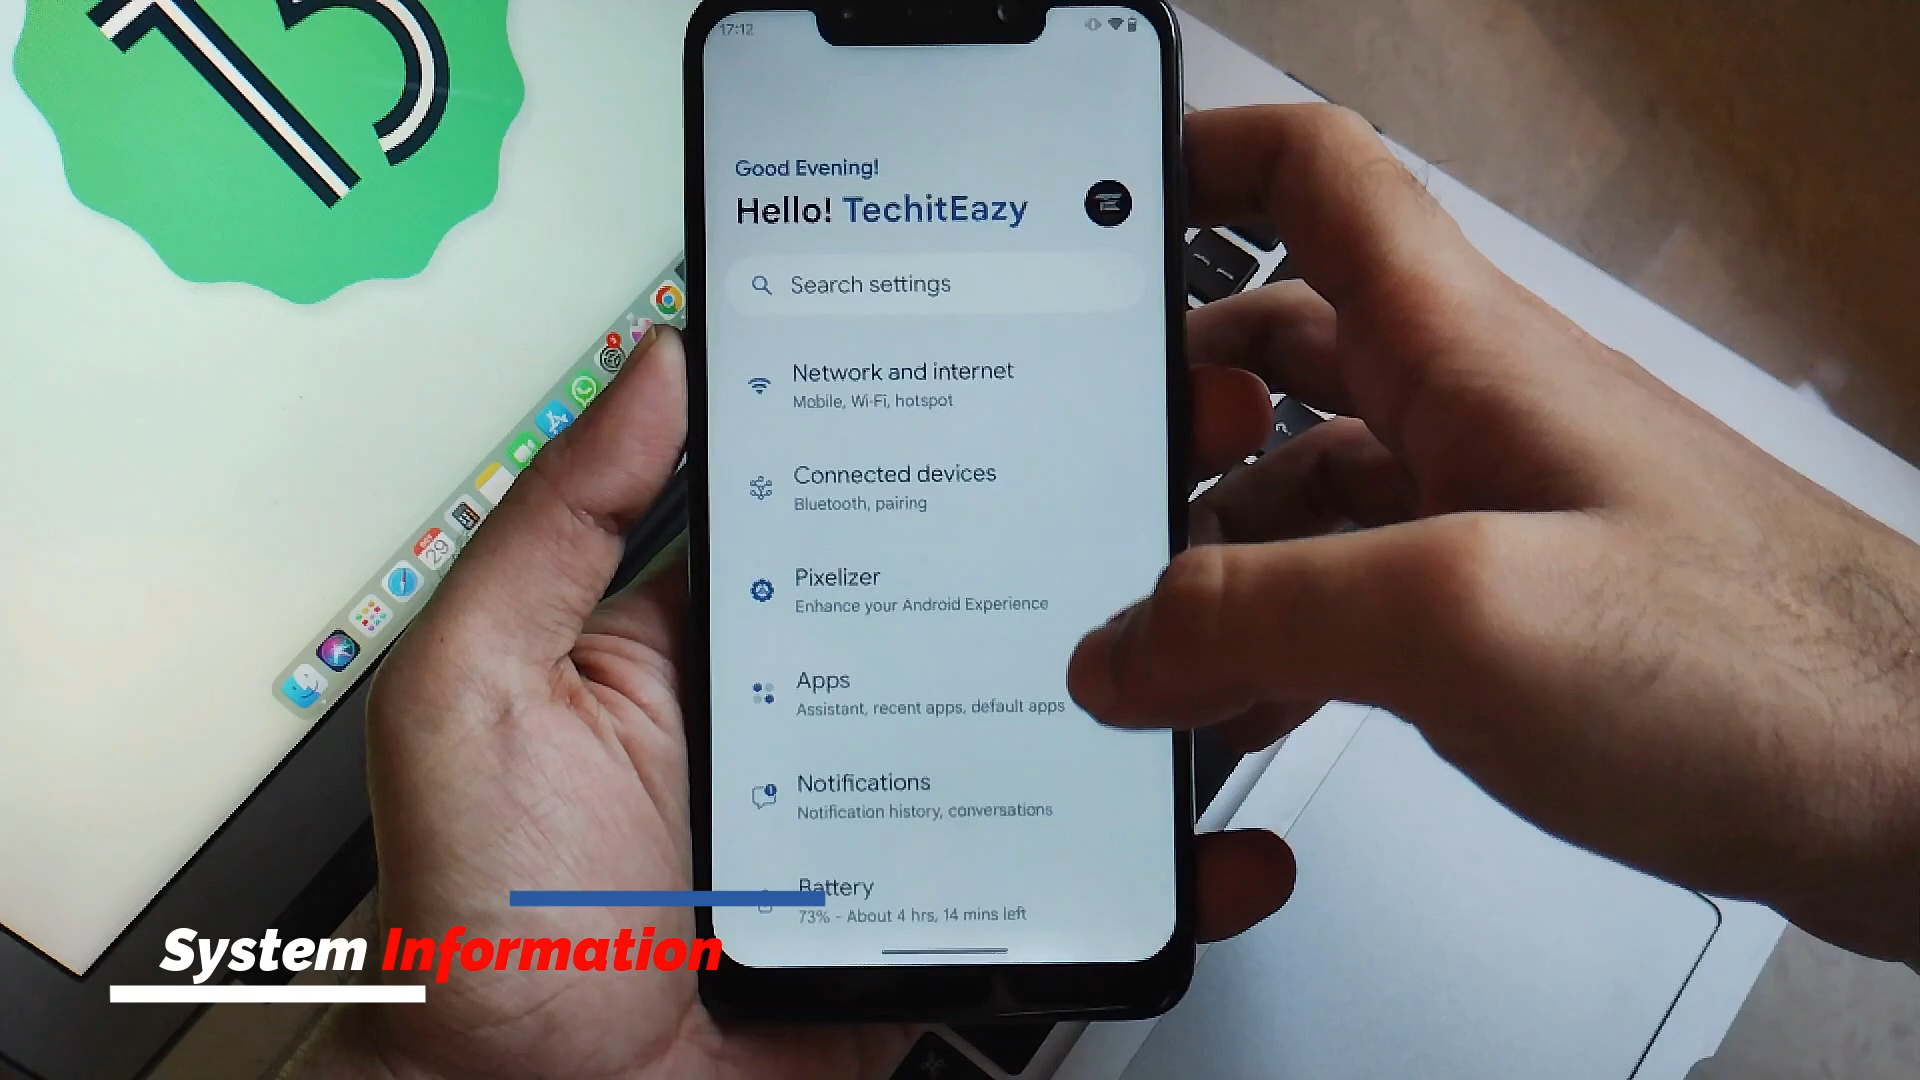 13
17:12
Good Evening!
Hello! TechitEazy
Search settings
Network and internet
Mobile, Wi-Fi, hotspot
Connected devices
Bluetooth, pairing
Pixelizer
Enhance your Android Experience
Apps
Assistant, recent apps, default apps
Notifications
Notification history, conversations
Battery
73% - About 4 hrs, 14 mins left
29
System Information